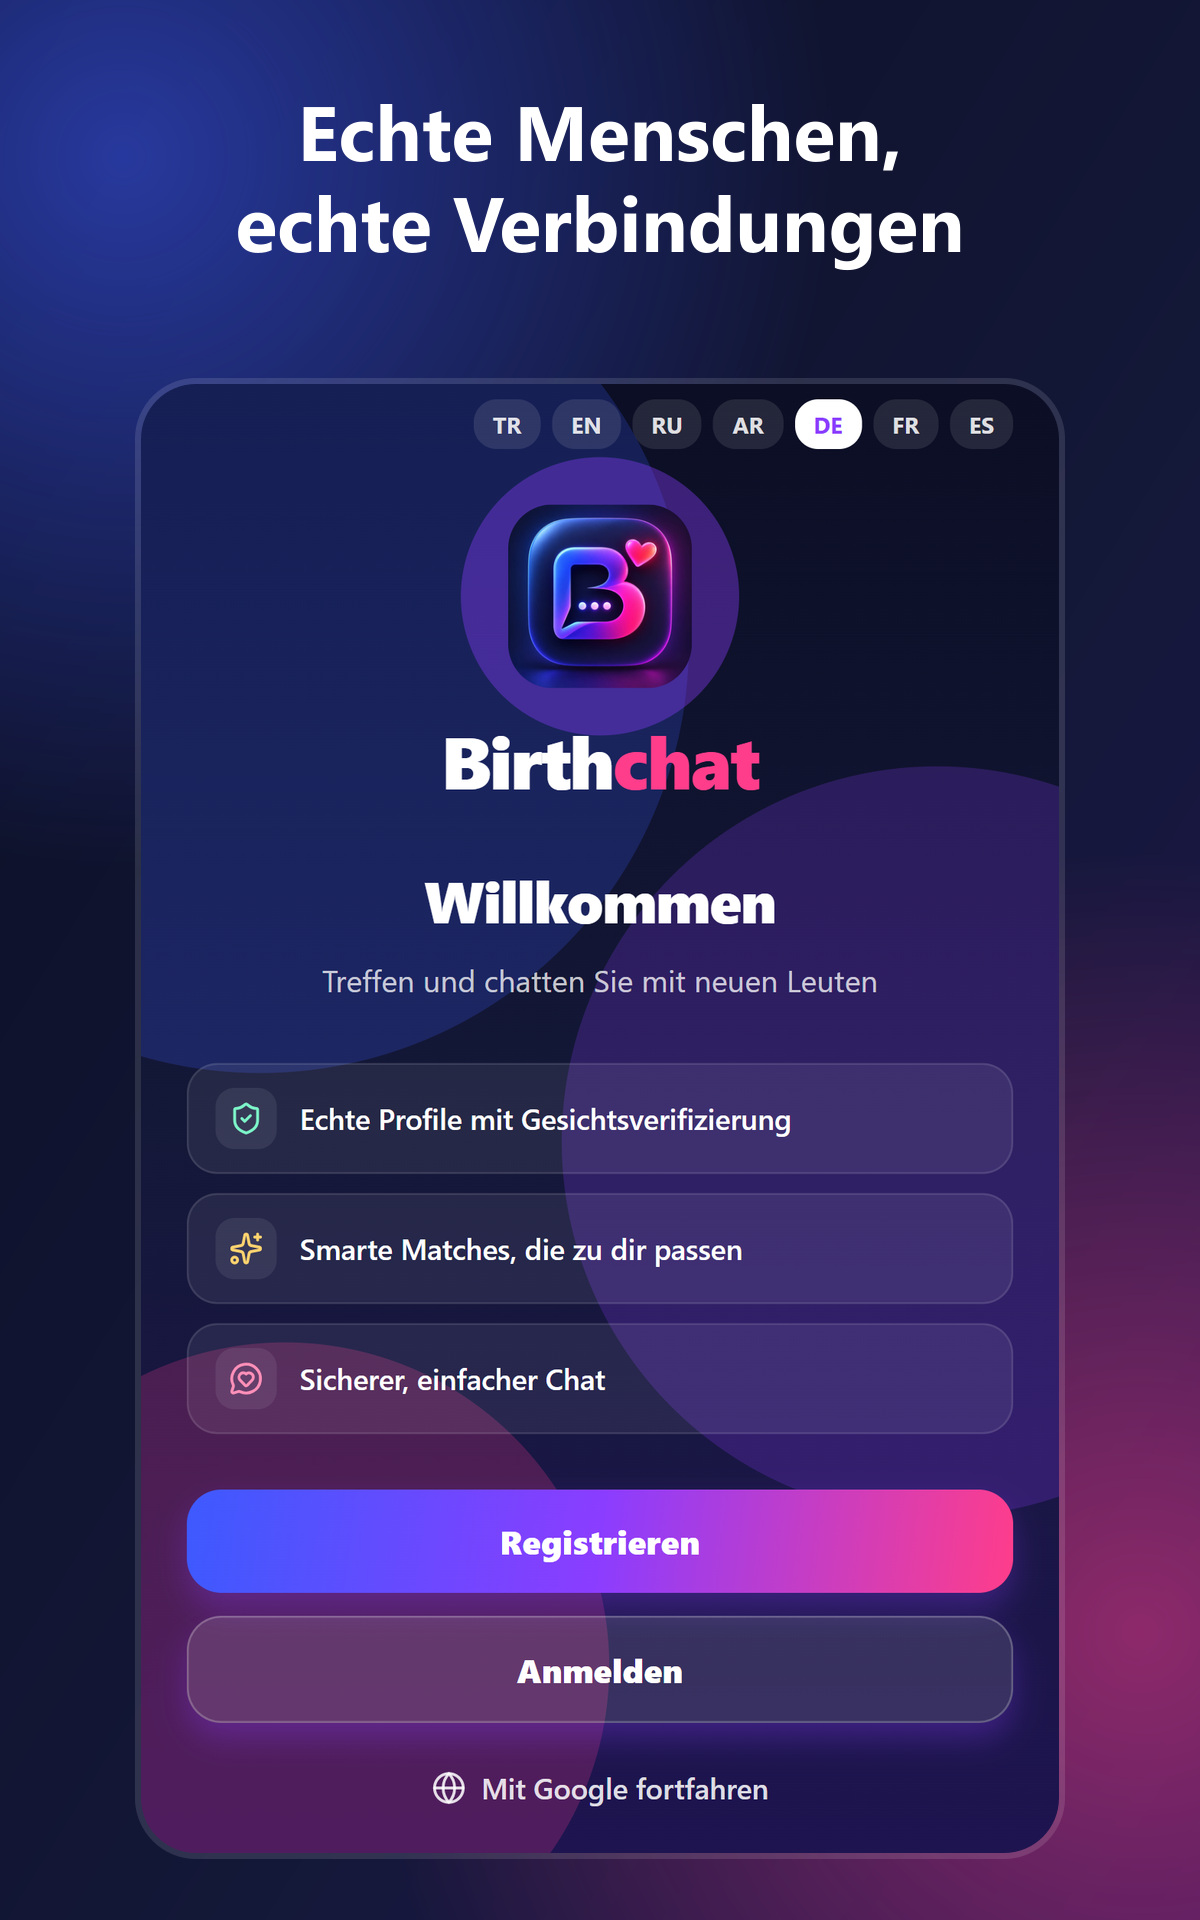 Echte Menschen,
echte Verbindungen
TR EN RU AR DE FR ES
B
Birthchat
Willkommen
Treffen und chatten Sie mit neuen Leuten
Echte Profile mit Gesichtsverifizierung
Smarte Matches, die zu dir passen
Sicherer, einfacher Chat
Registrieren
Anmelden
Mit Google fortfahren